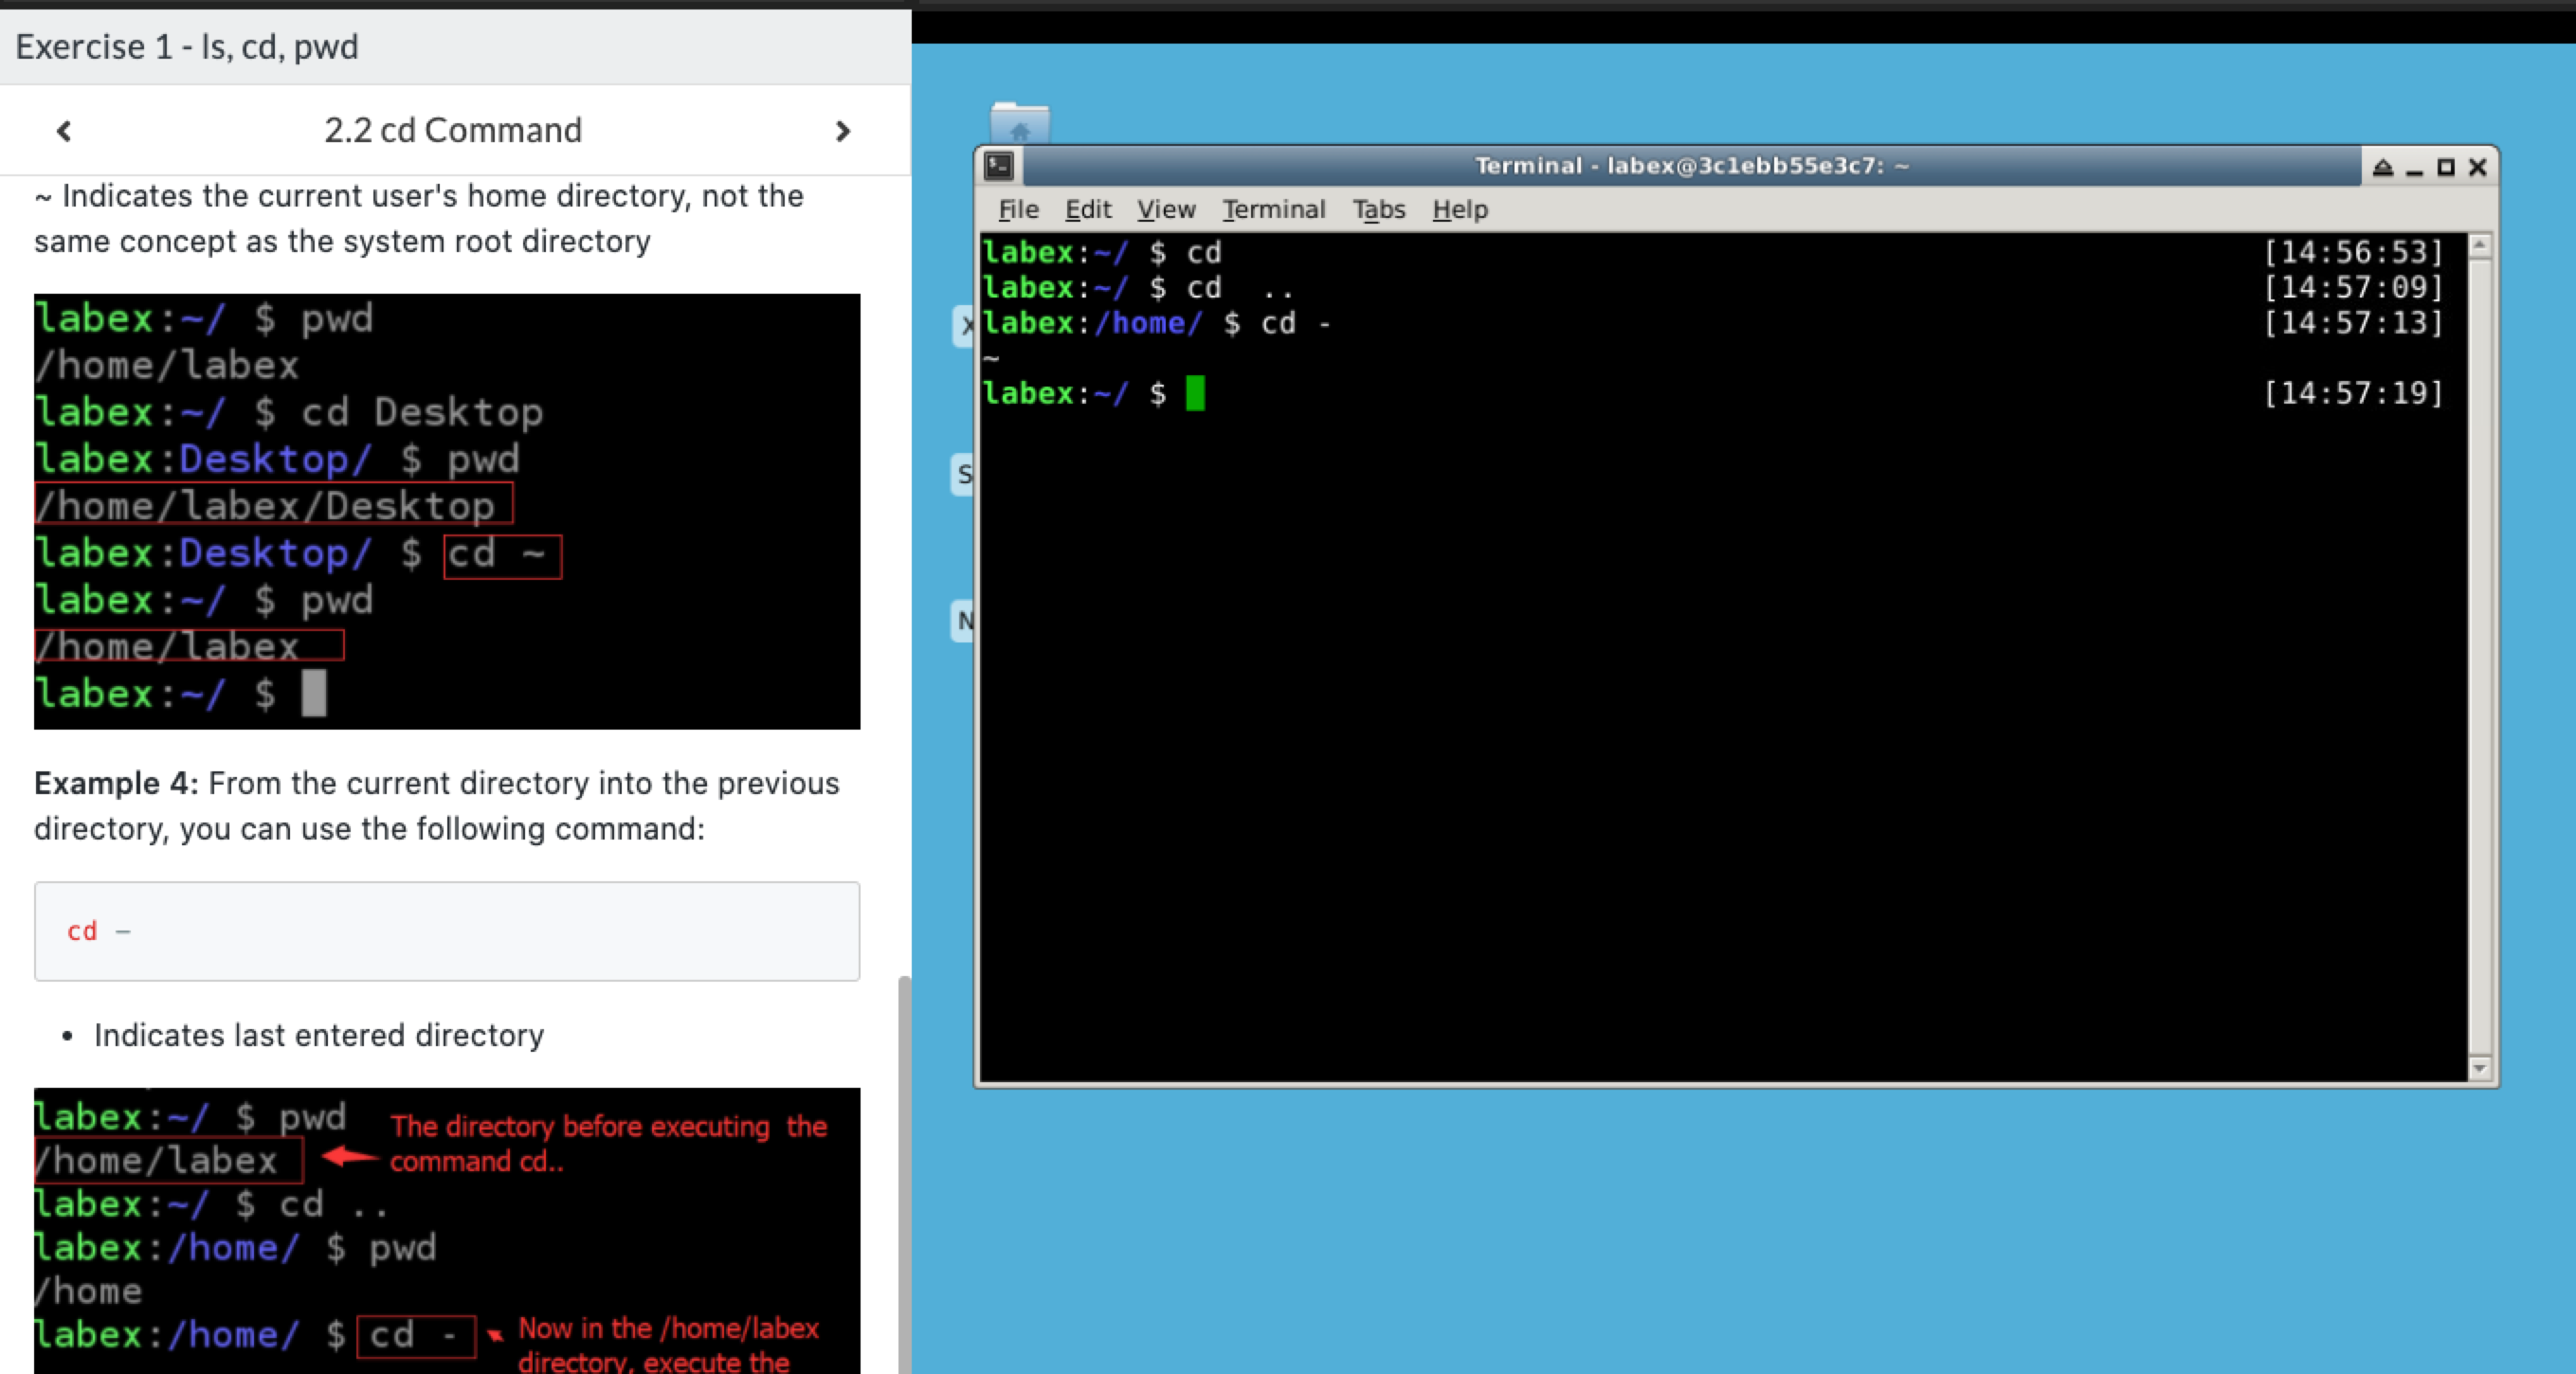 Exercise 1 - ls, cd, pwd
2.2 cd Command
~ Indicates the current user's home directory, not the
same concept as the system root directory
labex:~/ $ pwd
/home/labex
labex:~/ $ cd Desktop
labex:Desktop/ $ pwd
/home/labex/Desktop
labex:Desktop/ $ cd ~
labex:~/ $ pwd
/home/labex
labex:~/ $
Example 4: From the current directory into the previous
directory, you can use the following command:
cd -
• Indicates last entered directory
labex:~/ $ pwd
/home/labex
The directory before executing the
command cd..
labex:~/ $ cd ..
labex:/home/ $ pwd
/home
labex:/home/ $ cd -
Now in the /home/labex
directory, execute the
Terminal - labex@3c1ebb55e3c7: ~
File Edit View Terminal Tabs Help
labex:~/ $ cd [14:56:53]
labex:~/ $ cd  .. [14:57:09]
labex:/home/ $ cd - [14:57:13]
~
labex:~/ $ [14:57:19]
X
S
N